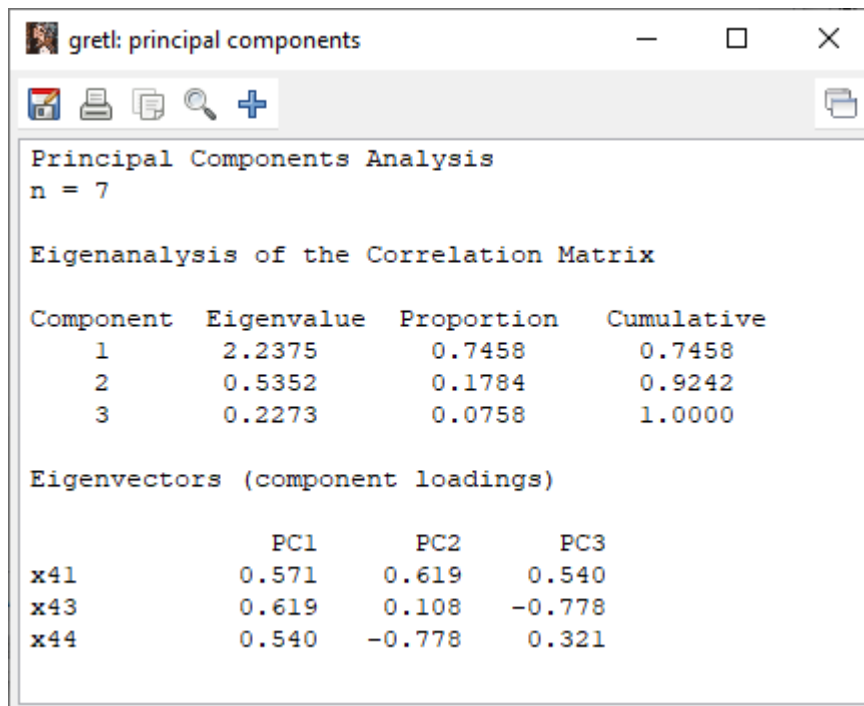 gretl: principal components
Principal Components Analysis
n = 7
Eigenanalysis of the Correlation Matrix
Component Eigenvalue Proportion Cumulative
1 2.2375 0.7458 0.7458
2 0.5352 0.1784 0.9242
3 0.2273 0.0758 1.0000
Eigenvectors (component loadings)
PC1 PC2 PC3
x41 0.571 0.619 0.540
x43 0.619 0.108 -0.778
x44 0.540 -0.778 0.321